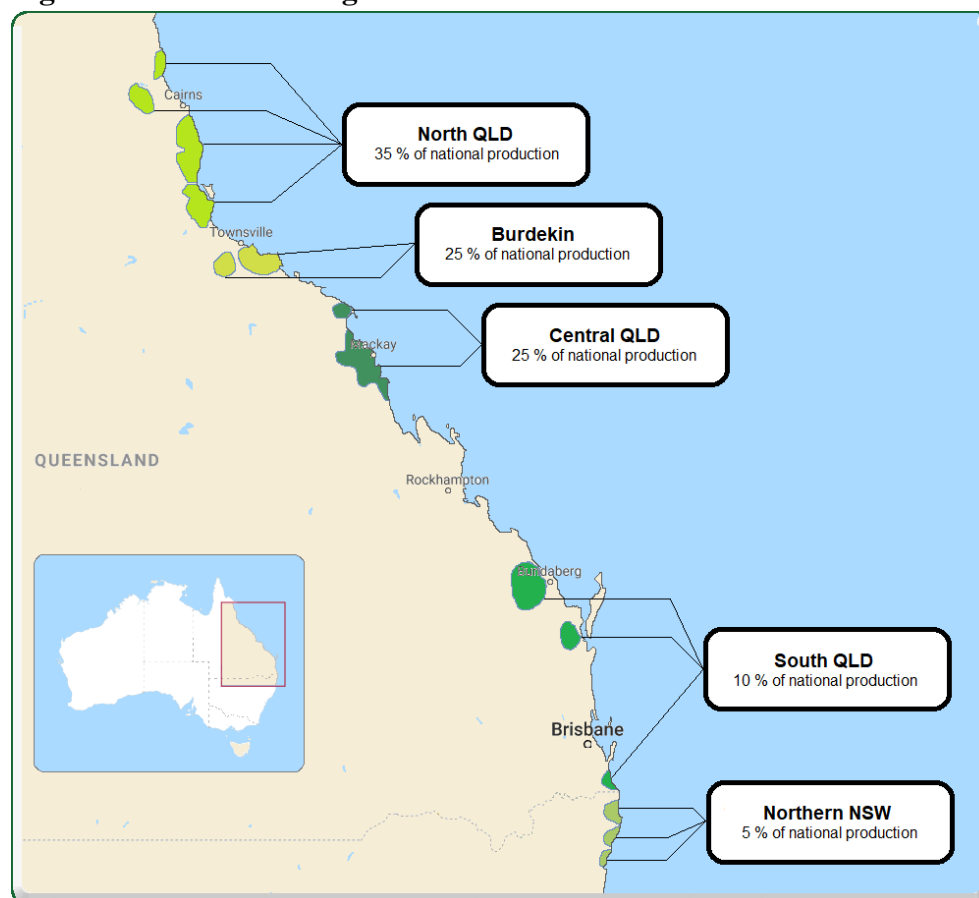 Cairns
North QLD
35 % of national production
Townsville
Burdekin
25 % of national production
Central QLD
25 % of national production
Mackay
QUEENSLAND
Rockhampton
Bundaberg
South QLD
10 % of national production
Brisbane
Northern NSW
5 % of national production